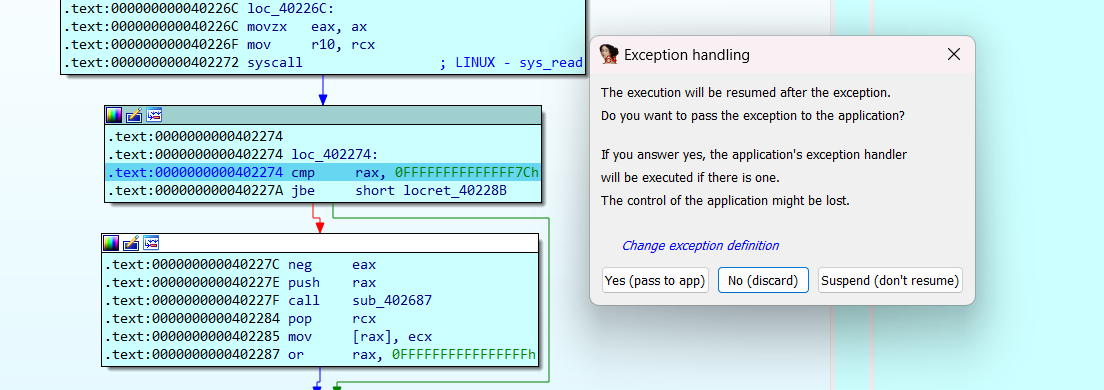 .text:000000000040226C loc_40226C:
.text:000000000040226C movzx   eax, ax
.text:000000000040226F mov     r10, rcx
.text:0000000000402272 syscall                 ; LINUX - sys_read
.text:0000000000402274
.text:0000000000402274 loc_402274:
.text:0000000000402274 cmp     rax, 0FFFFFFFFFFFFFF7Ch
.text:000000000040227A jbe     short locret_40228B
.text:000000000040227C neg     eax
.text:000000000040227E push    rax
.text:000000000040227F call    sub_402687
.text:0000000000402284 pop     rcx
.text:0000000000402285 mov     [rax], ecx
.text:0000000000402287 or      rax, 0FFFFFFFFFFFFFFFFh
Exception handling
The execution will be resumed after the exception.
Do you want to pass the exception to the application?
If you answer yes, the application's exception handler
will be executed if there is one.
The control of the application might be lost.
Change exception definition
Yes (pass to app) No (discard) Suspend (don't resume)